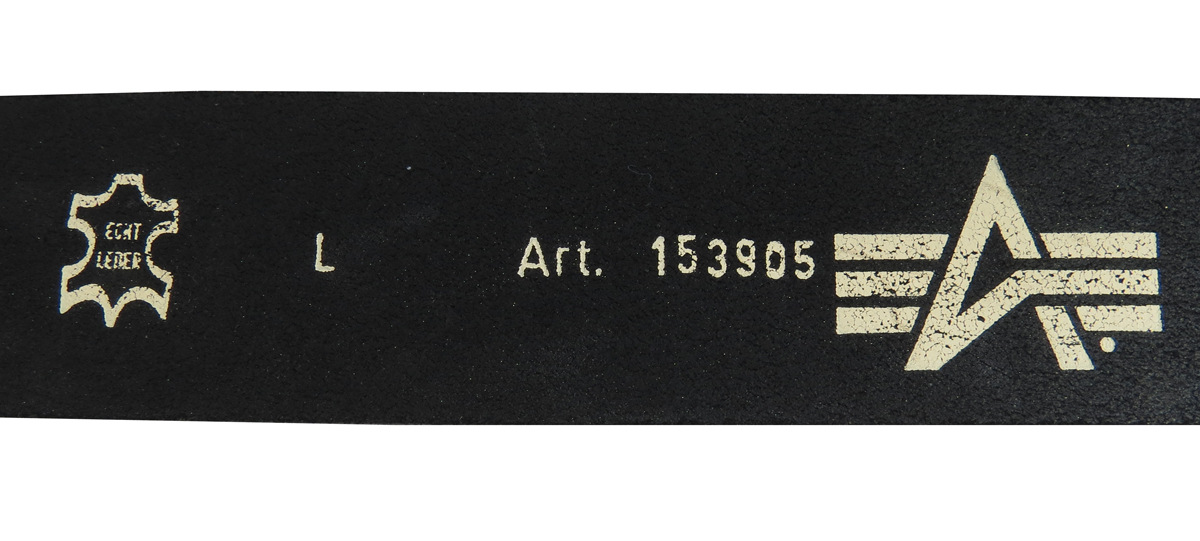 ECHT
LEDER
L
Art. 153905